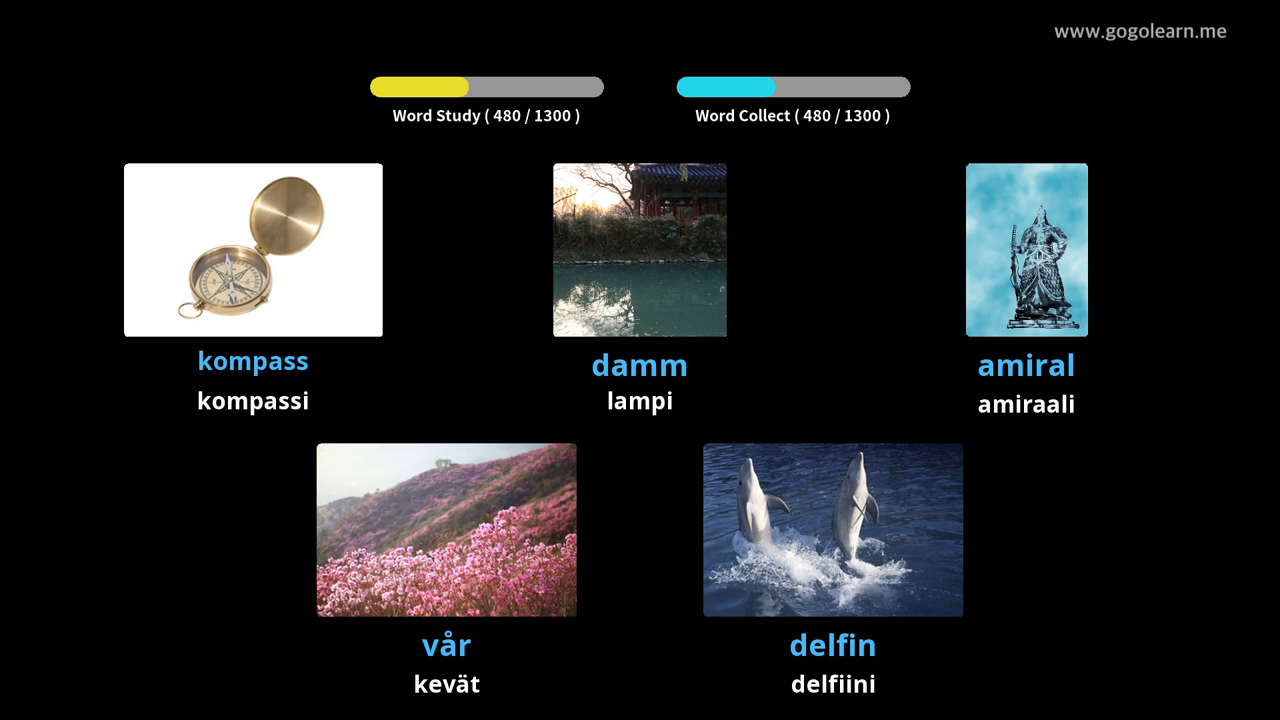 www.gogolearn.me
Word Study ( 480 / 1300 )
Word Collect ( 480 / 1300 )
kompass
kompassi
damm
lampi
amiral
amiraali
vår
kevät
delfin
delfiini